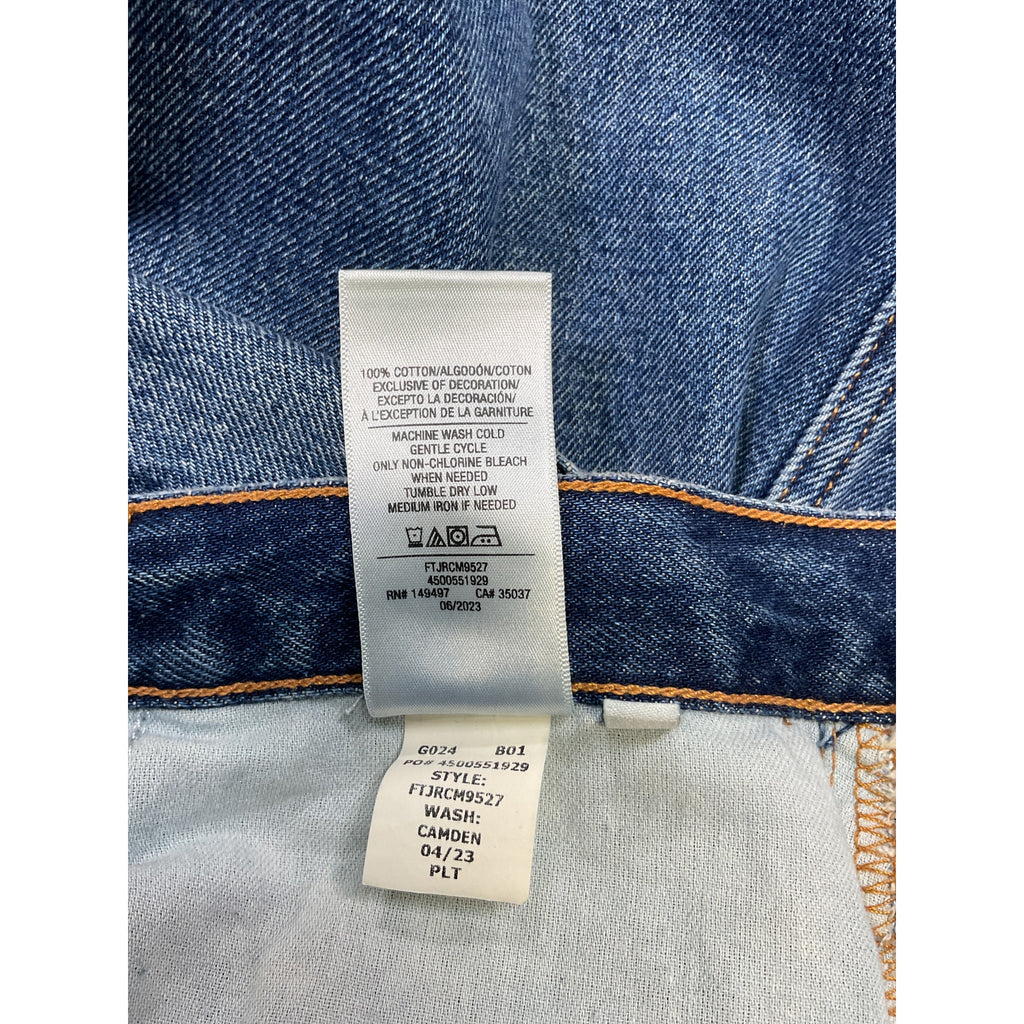 100% COTTON/ALGODÓN/COTON
EXCLUSIVE OF DECORATION/
EXCEPTO LA DECORACIÓN/
À L'EXCEPTION DE LA GARNITURE
MACHINE WASH COLD
GENTLE CYCLE
ONLY NON-CHLORINE BLEACH
WHEN NEEDED
TUMBLE DRY LOW
MEDIUM IRON IF NEEDED
FTJRCM9527
4500551929
RN# 149497 CA# 35037
06/2023
G024 B01
PO# 4500551929
STYLE:
FTJRCM9527
WASH:
CAMDEN
04/23
PLT